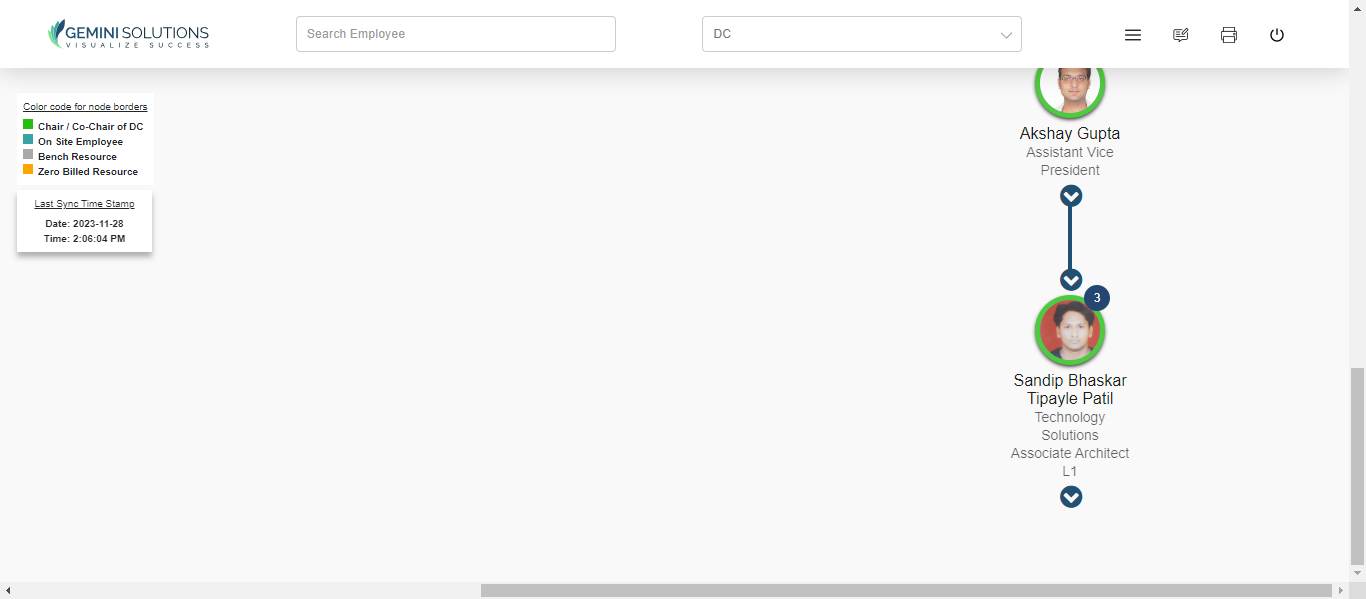 GEMINI SOLUTIONS
VISUALIZE SUCCESS
Search Employee
DC
Color code for node borders
Chair / Co-Chair of DC
On Site Employee
Bench Resource
Zero Billed Resource
Last Sync Time Stamp
Date: 2023-11-28
Time: 2:06:04 PM
Akshay Gupta
Assistant Vice
President
3
Sandip Bhaskar
Tipayle Patil
Technology
Solutions
Associate Architect
L1